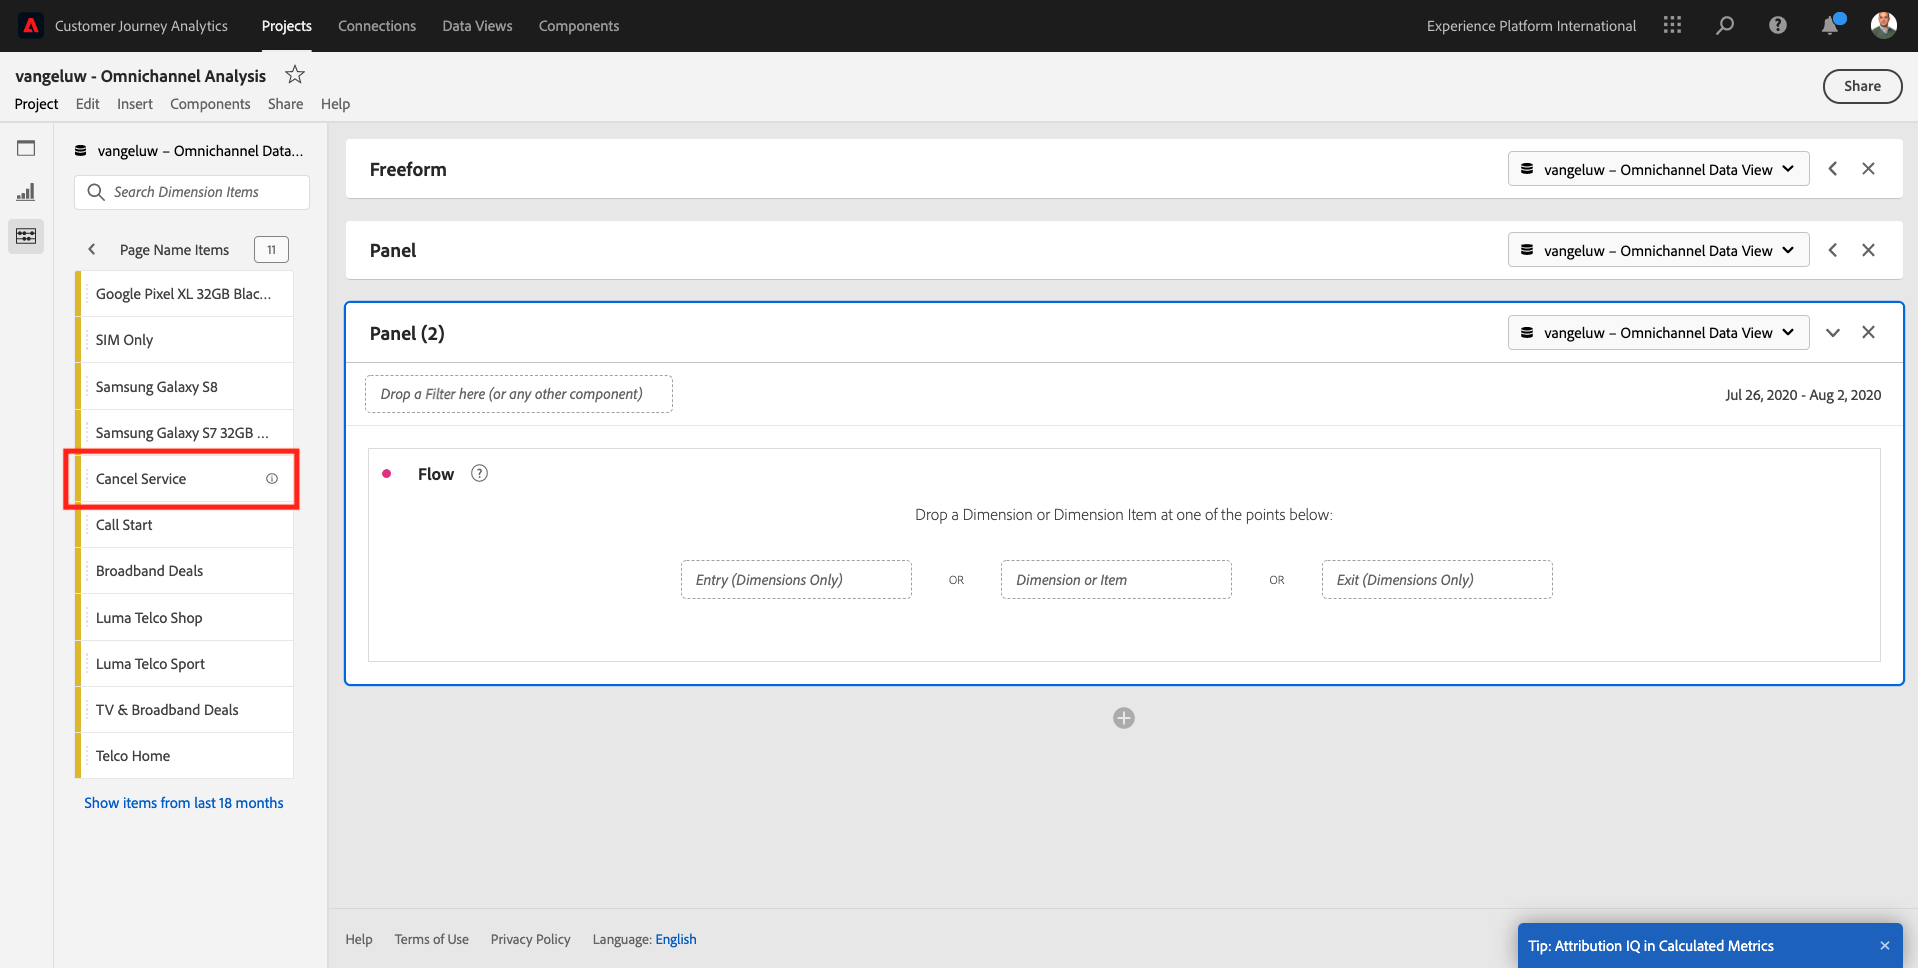 Customer Journey Analytics Projects Connections Data Views Components Experience Platform International
vangeluw - Omnichannel Analysis
Project Edit Insert Components Share Help
Share
vangeluw – Omnichannel Data...
Search Dimension Items
Page Name Items 11
Google Pixel XL 32GB Blac...
SIM Only
Samsung Galaxy S8
Samsung Galaxy S7 32GB ...
Cancel Service
Call Start
Broadband Deals
Luma Telco Shop
Luma Telco Sport
TV & Broadband Deals
Telco Home
Show items from last 18 months
Freeform vangeluw – Omnichannel Data View
Panel vangeluw – Omnichannel Data View
Panel (2) vangeluw – Omnichannel Data View
Drop a Filter here (or any other component) Jul 26, 2020 - Aug 2, 2020
Flow ?
Drop a Dimension or Dimension Item at one of the points below:
Entry (Dimensions Only) OR Dimension or Item OR Exit (Dimensions Only)
Help Terms of Use Privacy Policy Language: English
Tip: Attribution IQ in Calculated Metrics